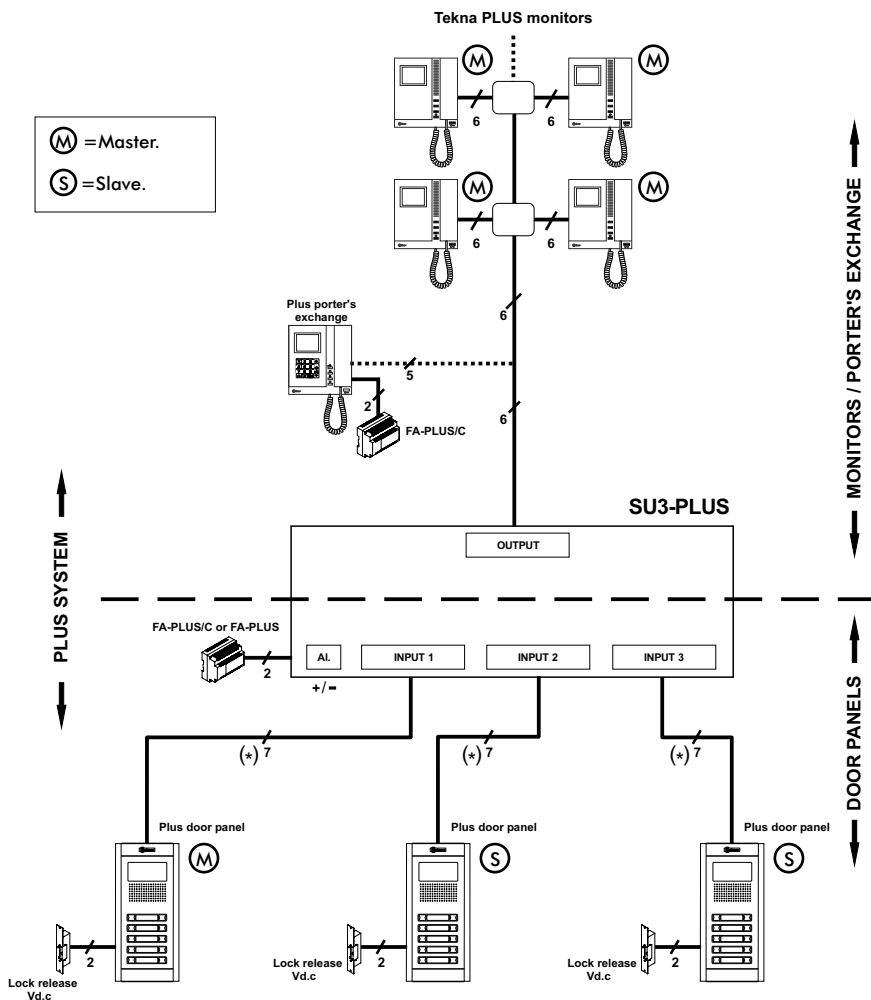 Tekna PLUS monitors
M
M
6
6
M =Master.
S =Slave.
M
M
6
6
6
Plus porter's
exchange
5
2
FA-PLUS/C
6
MONITORS / PORTER'S EXCHANGE
SU3-PLUS
OUTPUT
PLUS SYSTEM
FA-PLUS/C or FA-PLUS
2
AI.
INPUT 1
INPUT 2
INPUT 3
+/-
(*) 7
(*) 7
(*) 7
DOOR PANELS
Plus door panel
Plus door panel
Plus door panel
M
S
S
2
2
2
Lock release
Vd.c
Lock release
Vd.c
Lock release
Vd.c